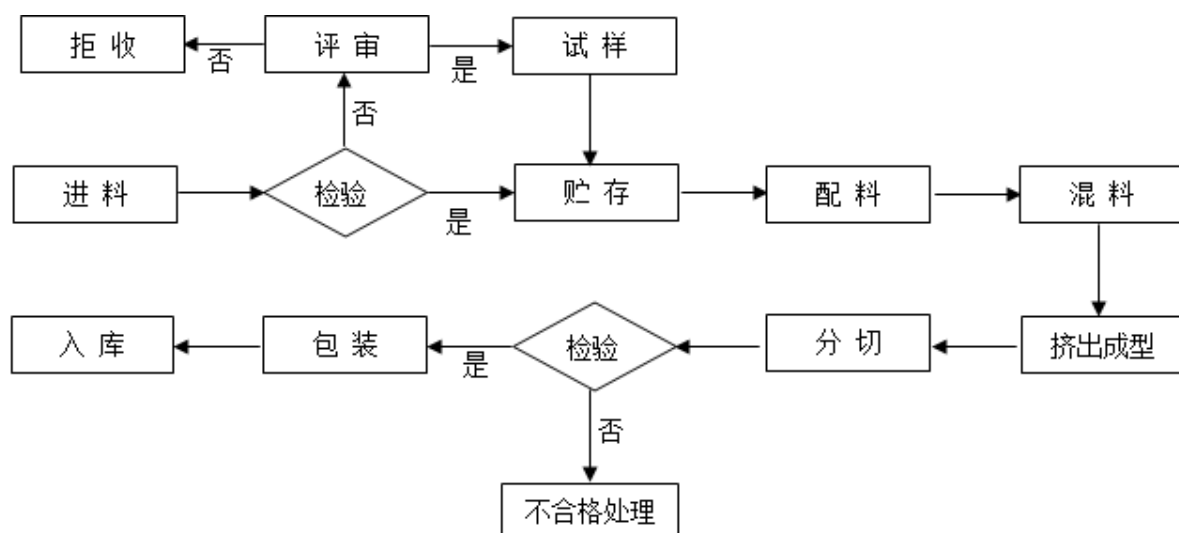 拒 收
否
评 审
是
试 样
否
进 料
检验
是
贮 存
配 料
混 料
入 库
包 装
是
检验
分 切
挤出成型
否
不合格处理